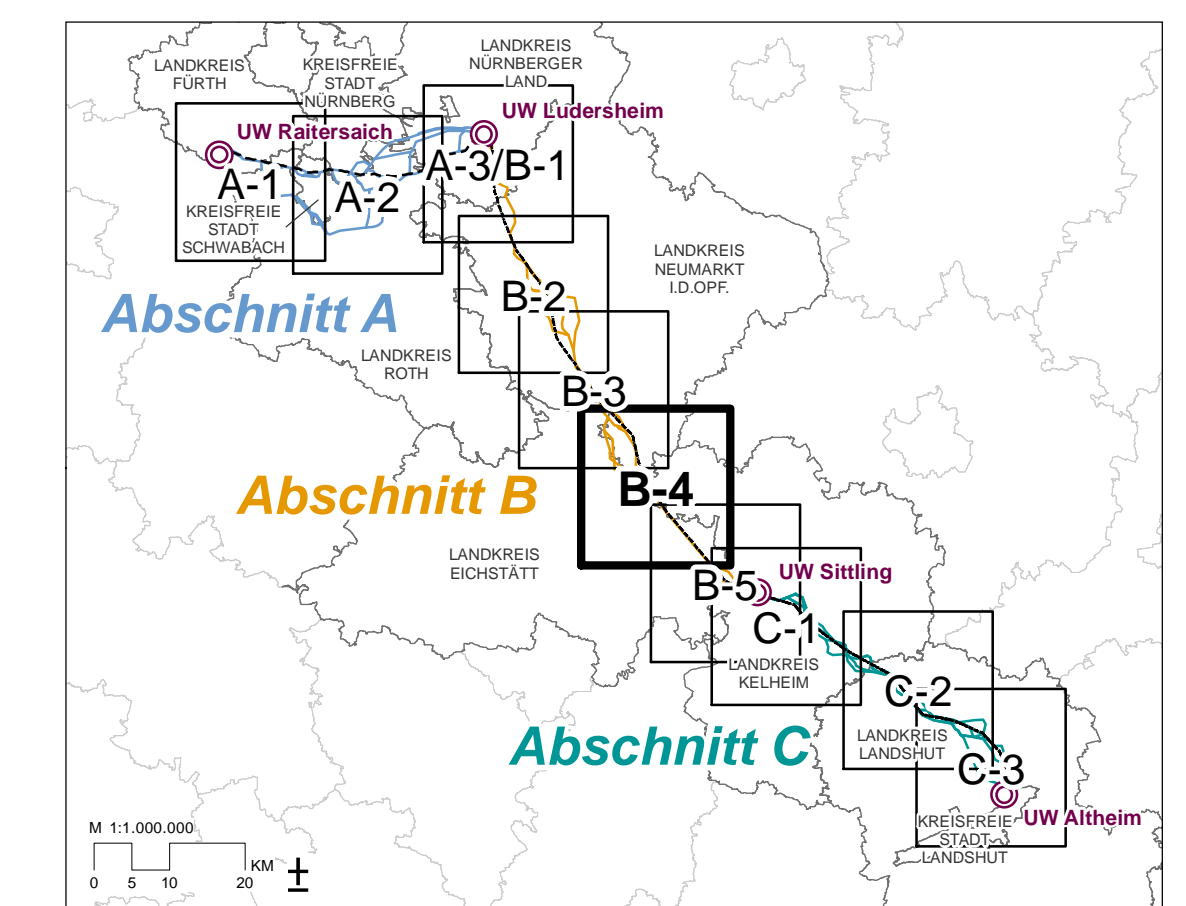 LANDKREIS
FÜRTH
KREISFREIE
STADT
NÜRNBERG
LANDKREIS
NÜRNBERGER
LAND
UW Ludersheim
UW Raitersaich
A-1
A-2
A-3/B-1
KREISFREIE
STADT
SCHWABACH
LANDKREIS
NEUMARKT
I.D.OPF.
B-2
Abschnitt A
LANDKREIS
ROTH
B-3
Abschnitt B
B-4
LANDKREIS
EICHSTÄTT
B-5
UW Sittling
C-1
LANDKREIS
KELHEIM
C-2
Abschnitt C
LANDKREIS
LANDSHUT
C-3
UW Altheim
KREISFREIE
STADT
LANDSHUT
M 1:1.000.000
KM
0 5 10 20